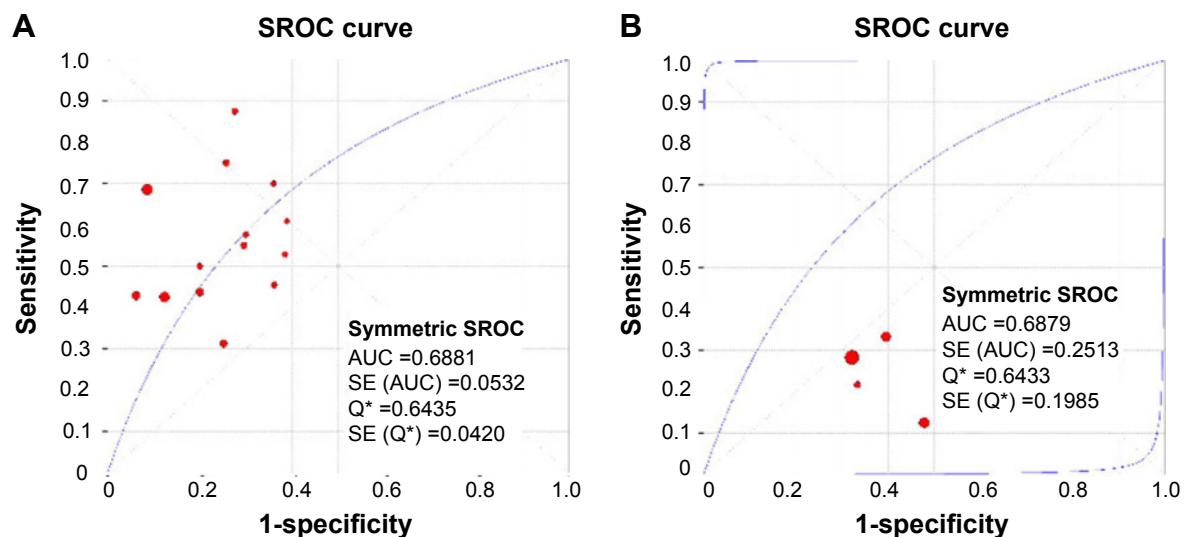 A
SROC curve
Sensitivity
1.0
0.9
0.8
0.7
0.6
0.5
0.4
0.3
0.2
0.1
0
0
0.2
0.4
0.6
0.8
1.0
1-specificity
Symmetric SROC
AUC =0.6881
SE (AUC) =0.0532
Q* =0.6435
SE (Q*) =0.0420
B
SROC curve
Sensitivity
1.0
0.9
0.8
0.7
0.6
0.5
0.4
0.3
0.2
0.1
0
0
0.2
0.4
0.6
0.8
1.0
1-specificity
Symmetric SROC
AUC =0.6879
SE (AUC) =0.2513
Q* =0.6433
SE (Q*) =0.1985